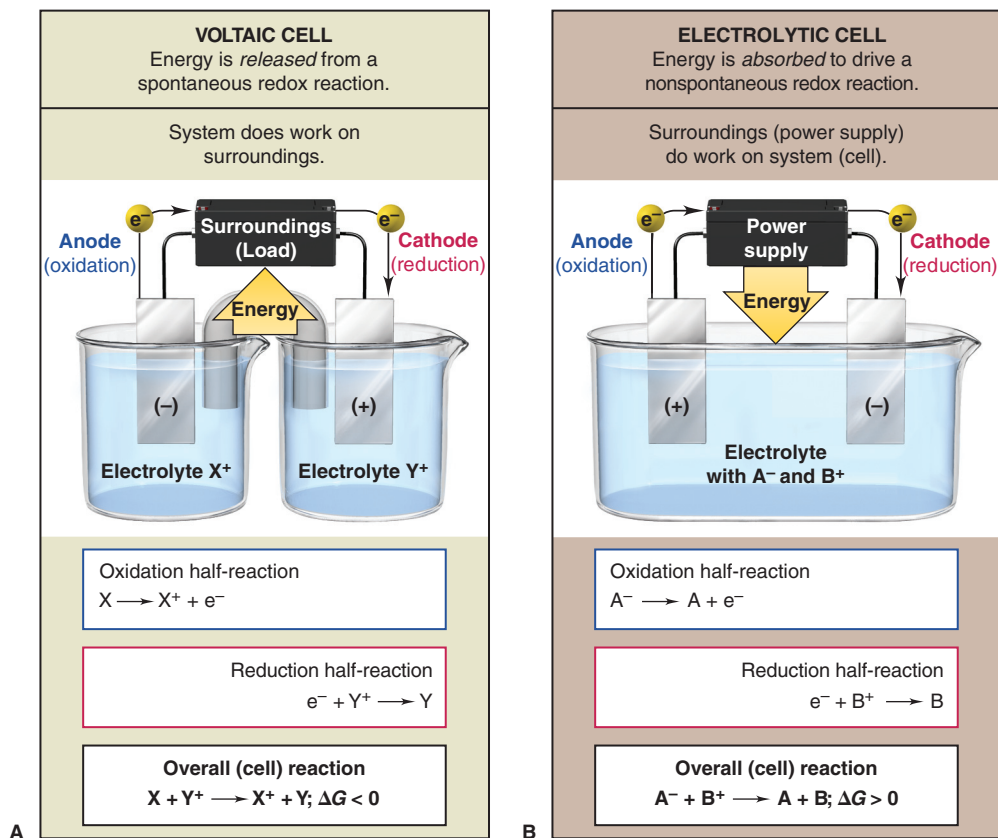 VOLTAIC CELL
Energy is released from a
spontaneous redox reaction.
System does work on
surroundings.
e–
Surroundings
(Load)
e–
Anode
(oxidation)
Cathode
(reduction)
Energy
(–)
(+)
Electrolyte X+
Electrolyte Y+
Oxidation half-reaction
X ⟶ X+ + e–
Reduction half-reaction
e– + Y+ ⟶ Y
Overall (cell) reaction
X + Y+ ⟶ X+ + Y; ΔG < 0
A
ELECTROLYTIC CELL
Energy is absorbed to drive a
nonspontaneous redox reaction.
Surroundings (power supply)
do work on system (cell).
e–
Power
supply
e–
Anode
(oxidation)
Cathode
(reduction)
Energy
(+)
(–)
Electrolyte
with A– and B+
Oxidation half-reaction
A– ⟶ A + e–
Reduction half-reaction
e– + B+ ⟶ B
Overall (cell) reaction
A– + B+ ⟶ A + B; ΔG > 0
B